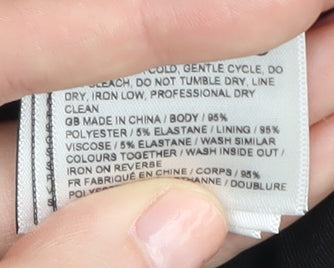 COLD, GENTLE CYCLE, DO
BLEACH, DO NOT TUMBLE DRY, LINE
DRY, IRON LOW, PROFESSIONAL DRY
CLEAN
GB MADE IN CHINA / BODY / 95%
POLYESTER / 5% ELASTANE / LINING / 95%
VISCOSE / 5% ELASTANE / WASH SIMILAR
COLOURS TOGETHER / WASH INSIDE OUT /
IRON ON REVERSE
FR FABRIQUÉ EN CHINE / CORPS / 95%
/ DOUBLURE